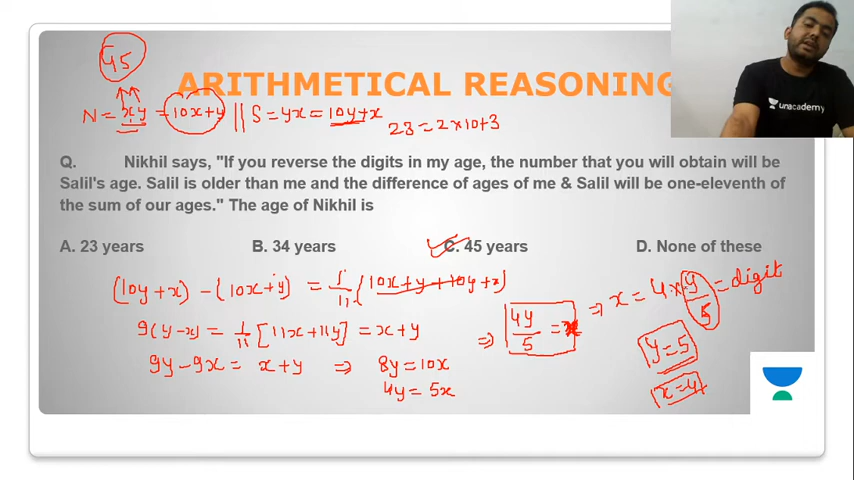 45
ARITHMETICAL REASONING
N = xy = 10x+y || S = yx = 10y+x
23 = 2×10+3
unacademy
Q. Nikhil says, "If you reverse the digits in my age, the number that you will obtain will be
Salil's age. Salil is older than me and the difference of ages of me & Salil will be one-eleventh of
the sum of our ages." The age of Nikhil is
A. 23 years B. 34 years C. 45 years D. None of these
(10y+x) - (10x+y) = 1/11 (10x+y+10y+x)
9(y-x) = 1/11 [11x+11y] = x+y
9y-9x = x+y ⇒ 8y = 10x
4y = 5x
⇒ 4y/5 = x
⇒ x = 4×y/5 = digit
y=5
x=4